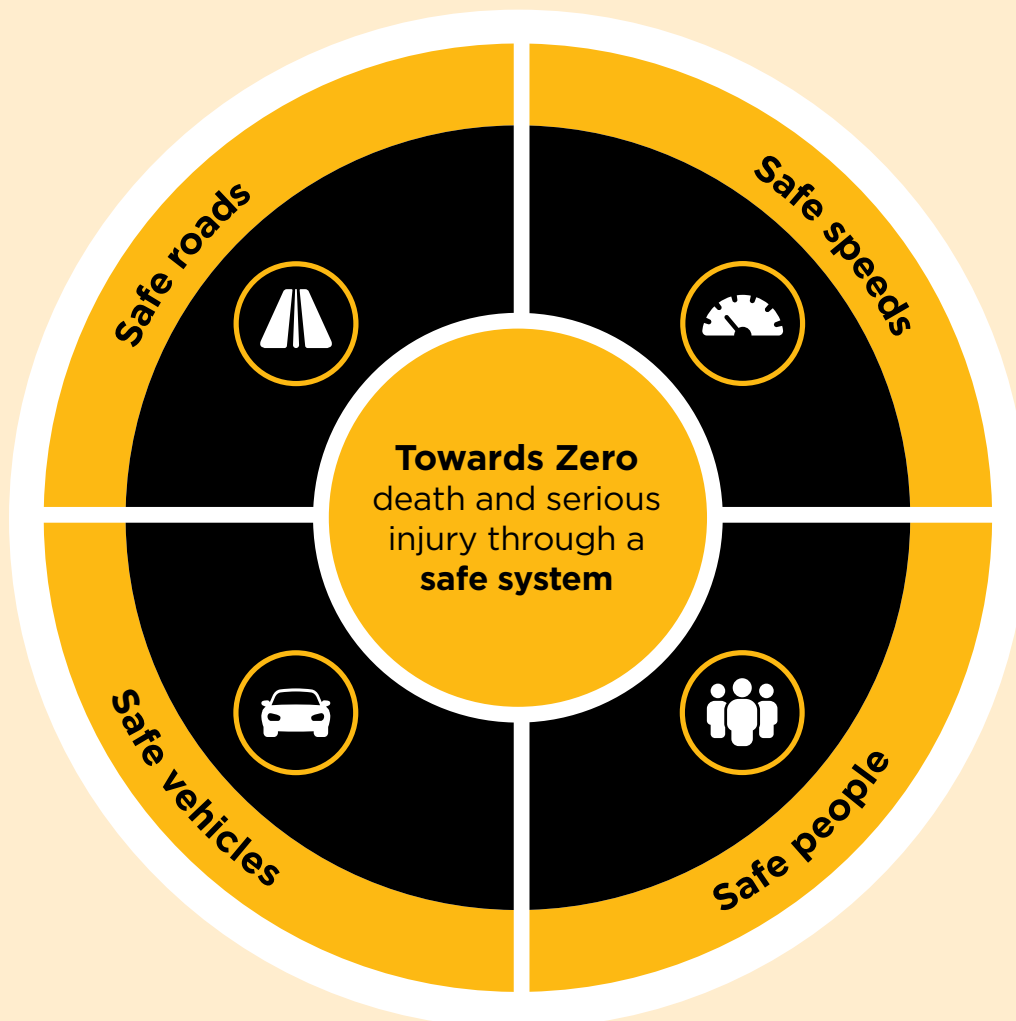 Safe roads
Safe speeds
Towards Zero
death and serious
injury through a
safe system
Safe vehicles
Safe people